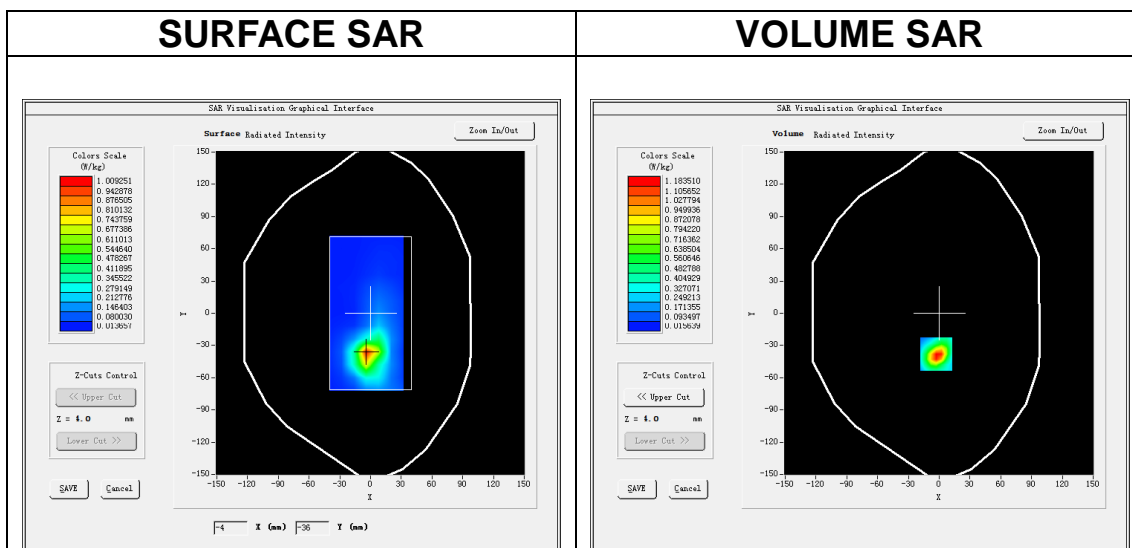 SURFACE SAR
VOLUME SAR
SAR Visualisation Graphical Interface
Surface Radiated Intensity
Zoom In/Out
Colors Scale
(W/kg)
1.009251
0.942878
0.876505
0.810132
0.743759
0.677386
0.611013
0.544640
0.478267
0.411895
0.345522
0.279149
0.212776
0.146403
0.080030
0.013657
Z-Cuts Control
<< Upper Cut
Z = 4.0 mm
Lower Cut >>
SAVE Cancel
150
120
90
60
30
0
-30
-60
-90
-120
-150
Y
-150 -120 -90 -60 -30 0 30 60 90 120 150
X
-4 X (mm) -36 Y (mm)
SAR Visualisation Graphical Interface
Volume Radiated Intensity
Zoom In/Out
Colors Scale
(W/kg)
1.183510
1.105652
1.027794
0.949936
0.872078
0.794220
0.716362
0.638504
0.560646
0.482788
0.404929
0.327071
0.249213
0.171355
0.093497
0.015639
Z-Cuts Control
<< Upper Cut
Z = 4.0 mm
Lower Cut >>
SAVE Cancel
150
120
90
60
30
0
-30
-60
-90
-120
-150
Y
-150 -120 -90 -60 -30 0 30 60 90 120 150
X